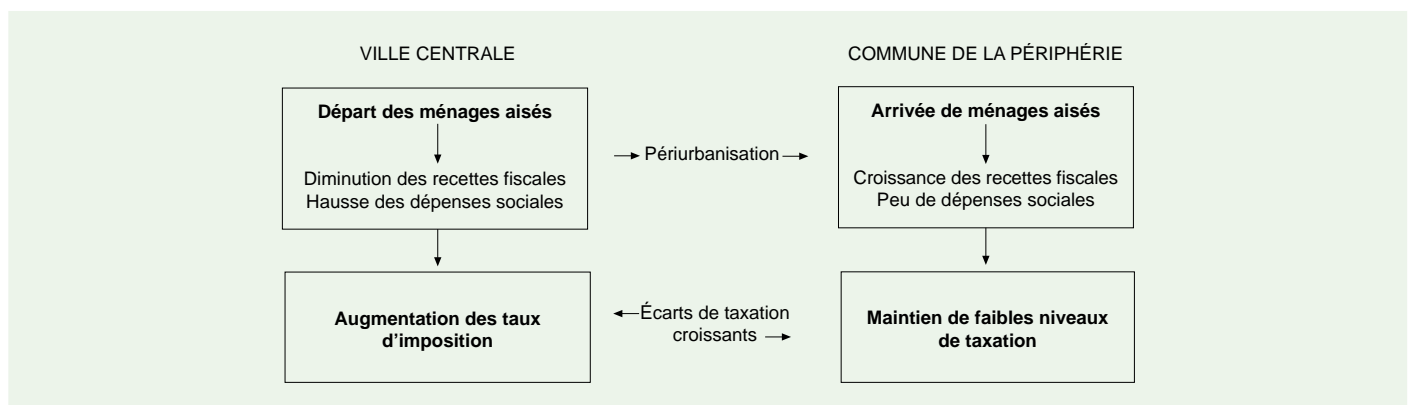 VILLE CENTRALE
Départ des ménages aisés
Diminution des recettes fiscales
Hausse des dépenses sociales
Augmentation des taux
d’imposition
Périurbanisation
Écarts de taxation
croissants
COMMUNE DE LA PÉRIPHÉRIE
Arrivée de ménages aisés
Croissance des recettes fiscales
Peu de dépenses sociales
Maintien de faibles niveaux
de taxation